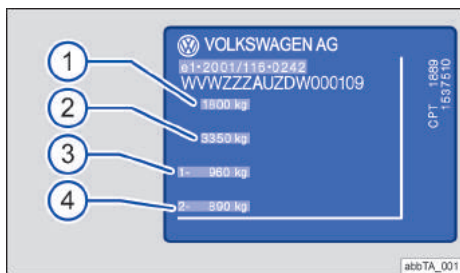 VOLKSWAGEN AG
e1*2001/116*0242
WVWZZZAUZDW000109
1 1800 kg
2 3350 kg
3 1- 960 kg
4 2- 890 kg
CPT 1889
1537510
abbTA_001